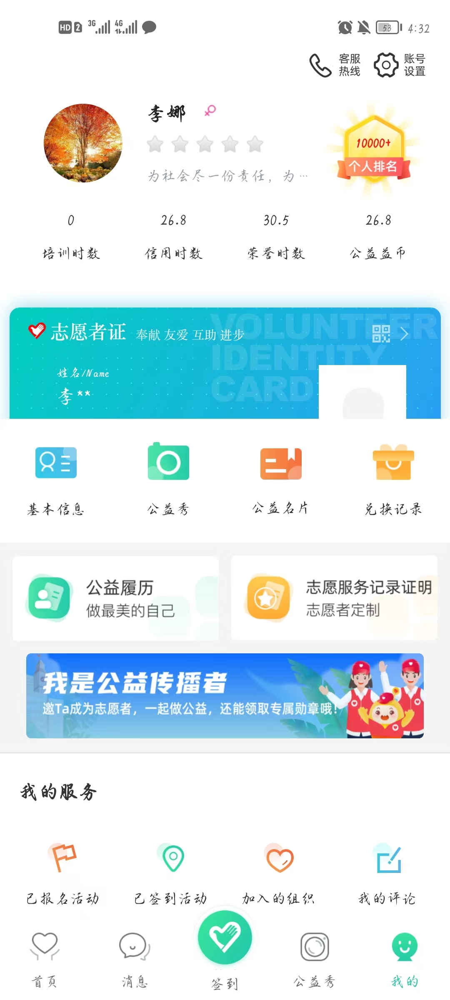 HD 2 3G 4G 53 4:32
客服热线 账号设置
李娜
10000+
个人排名
为社会尽一份责任，为…
0 26.8 30.5 26.8
培训时数 信用时数 荣誉时数 公益益币
志愿者证 奉献 友爱 互助 进步
VOLUNTEER
IDENTITY
CARD
姓名/Name
李**
基本信息 公益秀 公益名片 兑换记录
公益履历 志愿服务记录证明
做最美的自己 志愿者定制
我是公益传播者
邀Ta成为志愿者，一起做公益，还能领取专属勋章哦！
我的服务
已报名活动 已签到活动 加入的组织 我的评论
首页 消息 签到 公益秀 我的